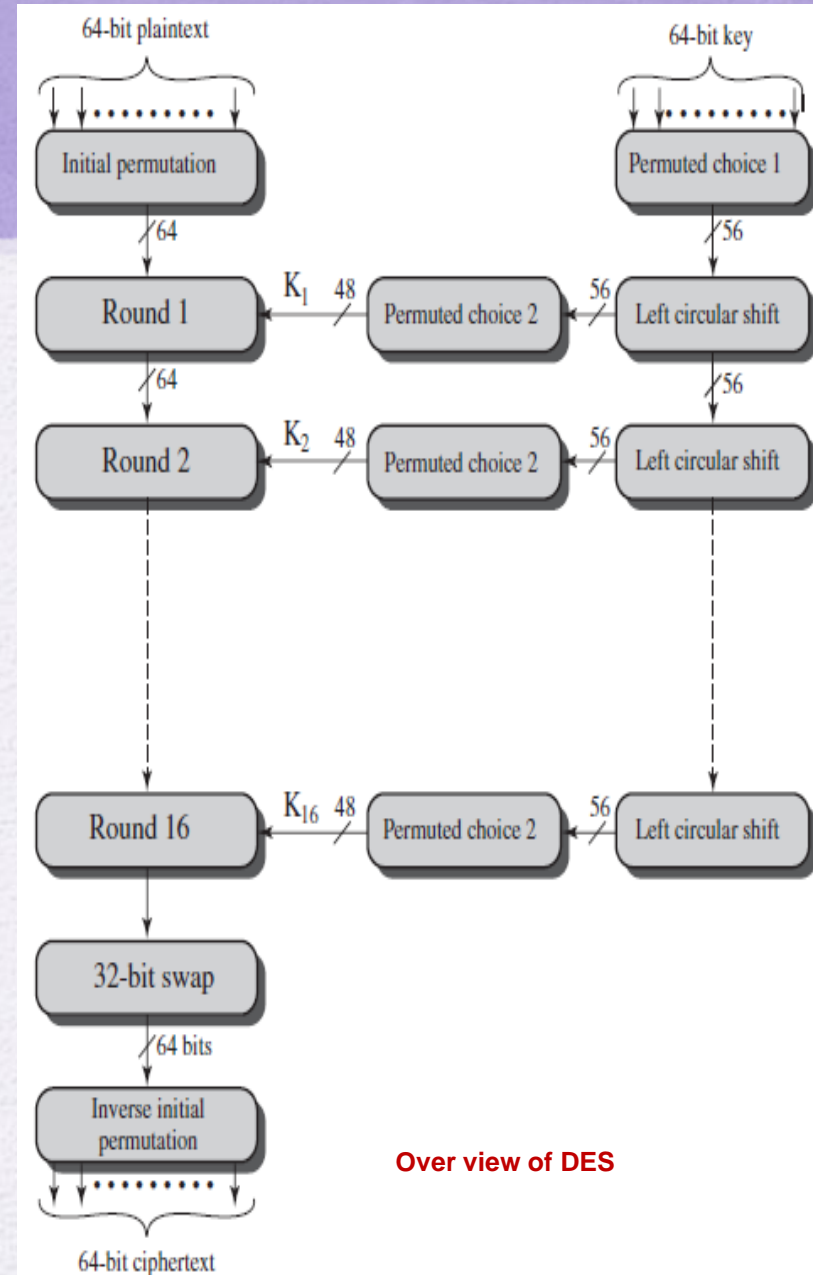 64-bit plaintext
64-bit key
Initial permutation
Permuted choice 1
64
56
Round 1
K1
48
Permuted choice 2
56
Left circular shift
64
56
Round 2
K2
48
Permuted choice 2
56
Left circular shift
Round 16
K16
48
Permuted choice 2
56
Left circular shift
32-bit swap
64 bits
Inverse initial
permutation
Over view of DES
64-bit ciphertext